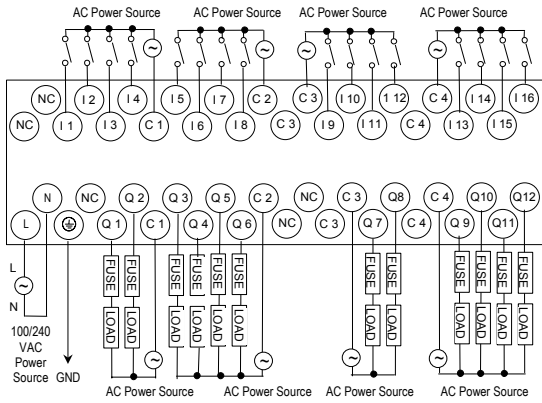 AC Power Source AC Power Source AC Power Source AC Power Source
NC I 2 I 4 I 5 I 7 C 2 C 3 I 10 1 12 C 4 I 14 I 16
NC I 1 I 3 C 1 I 6 I 8 C 3 I 9 I 11 C 4 I 13 I 15
N NC Q 2 Q 3 Q 5 C 2 NC C 3 Q8 C 4 Q10 Q12
L Q 1 C 1 Q 4 Q 6 NC C 3 Q 7 C 4 Q 9 Q11
L
N
FUSE FUSE FUSE FUSE FUSE FUSE FUSE FUSE FUSE FUSE FUSE FUSE
LOAD LOAD LOAD LOAD LOAD LOAD LOAD LOAD LOAD LOAD LOAD LOAD
100/240
VAC
Power
Source GND
AC Power Source AC Power Source AC Power Source AC Power Source